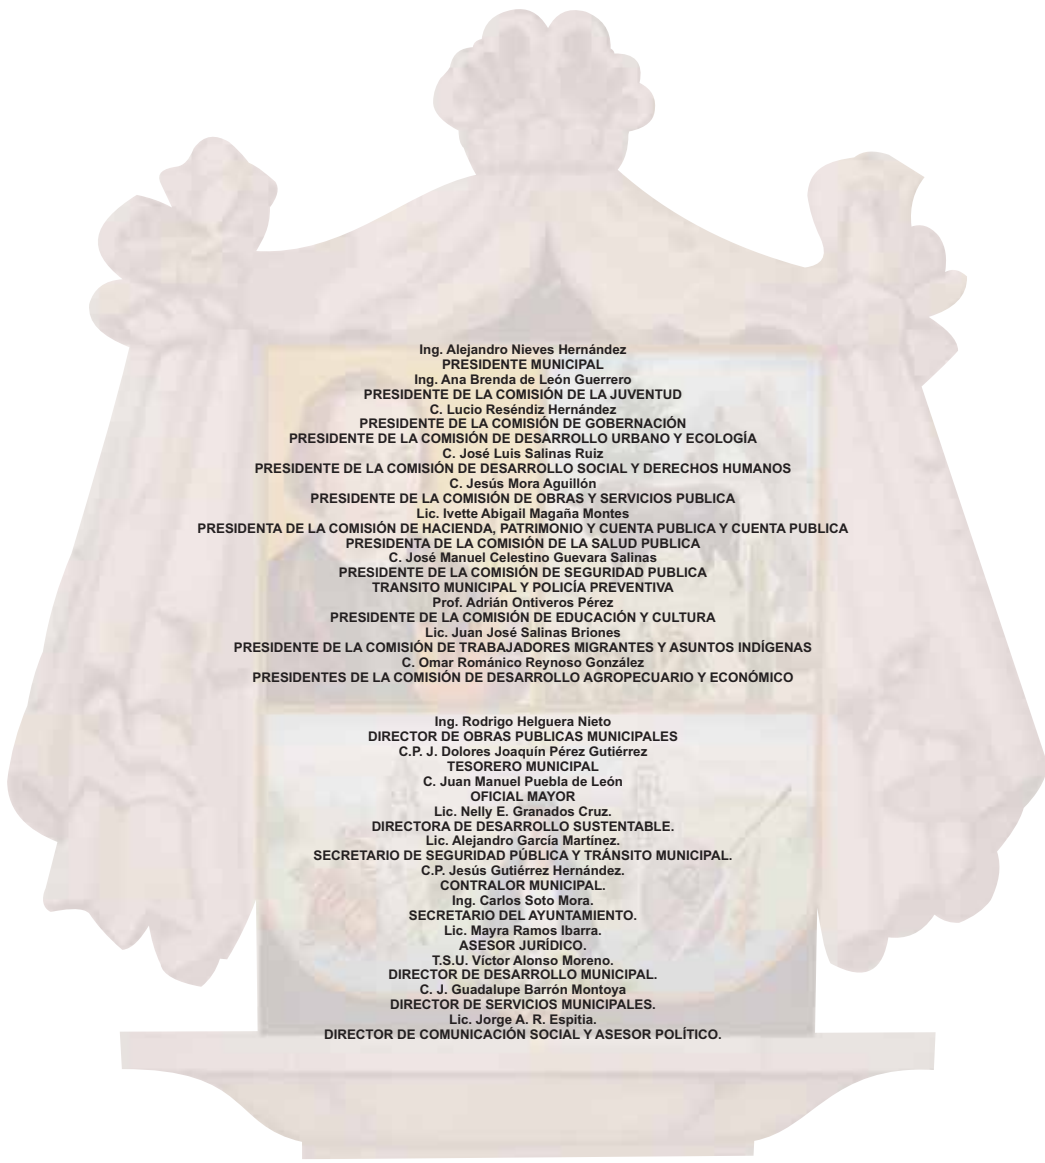 Ing. Alejandro Nieves Hernández
PRESIDENTE MUNICIPAL
Ing. Ana Brenda de León Guerrero
PRESIDENTE DE LA COMISIÓN DE LA JUVENTUD
C. Lucio Reséndiz Hernández
PRESIDENTE DE LA COMISIÓN DE GOBERNACIÓN
PRESIDENTE DE LA COMISIÓN DE DESARROLLO URBANO Y ECOLOGÍA
C. José Luis Salinas Ruiz
PRESIDENTE DE LA COMISIÓN DE DESARROLLO SOCIAL Y DERECHOS HUMANOS
C. Jesús Mora Aguillón
PRESIDENTE DE LA COMISIÓN DE OBRAS Y SERVICIOS PUBLICA
Lic. Ivette Abigail Magaña Montes
PRESIDENTA DE LA COMISIÓN DE HACIENDA, PATRIMONIO Y CUENTA PUBLICA Y CUENTA PUBLICA
PRESIDENTA DE LA COMISIÓN DE LA SALUD PUBLICA
C. José Manuel Celestino Guevara Salinas
PRESIDENTE DE LA COMISIÓN DE SEGURIDAD PUBLICA
TRANSITO MUNICIPAL Y POLICÍA PREVENTIVA
Prof. Adrián Ontiveros Pérez
PRESIDENTE DE LA COMISIÓN DE EDUCACIÓN Y CULTURA
Lic. Juan José Salinas Briones
PRESIDENTE DE LA COMISIÓN DE TRABAJADORES MIGRANTES Y ASUNTOS INDÍGENAS
C. Omar Románico Reynoso González
PRESIDENTES DE LA COMISIÓN DE DESARROLLO AGROPECUARIO Y ECONÓMICO
Ing. Rodrigo Helguera Nieto
DIRECTOR DE OBRAS PUBLICAS MUNICIPALES
C.P. J. Dolores Joaquín Pérez Gutiérrez
TESORERO MUNICIPAL
C. Juan Manuel Puebla de León
OFICIAL MAYOR
Lic. Nelly E. Granados Cruz.
DIRECTORA DE DESARROLLO SUSTENTABLE.
Lic. Alejandro García Martínez.
SECRETARIO DE SEGURIDAD PÚBLICA Y TRÁNSITO MUNICIPAL.
C.P. Jesús Gutiérrez Hernández.
CONTRALOR MUNICIPAL.
Ing. Carlos Soto Mora.
SECRETARIO DEL AYUNTAMIENTO.
Lic. Mayra Ramos Ibarra.
ASESOR JURÍDICO.
T.S.U. Víctor Alonso Moreno.
DIRECTOR DE DESARROLLO MUNICIPAL.
C. J. Guadalupe Barrón Montoya
DIRECTOR DE SERVICIOS MUNICIPALES.
Lic. Jorge A. R. Espitia.
DIRECTOR DE COMUNICACIÓN SOCIAL Y ASESOR POLÍTICO.